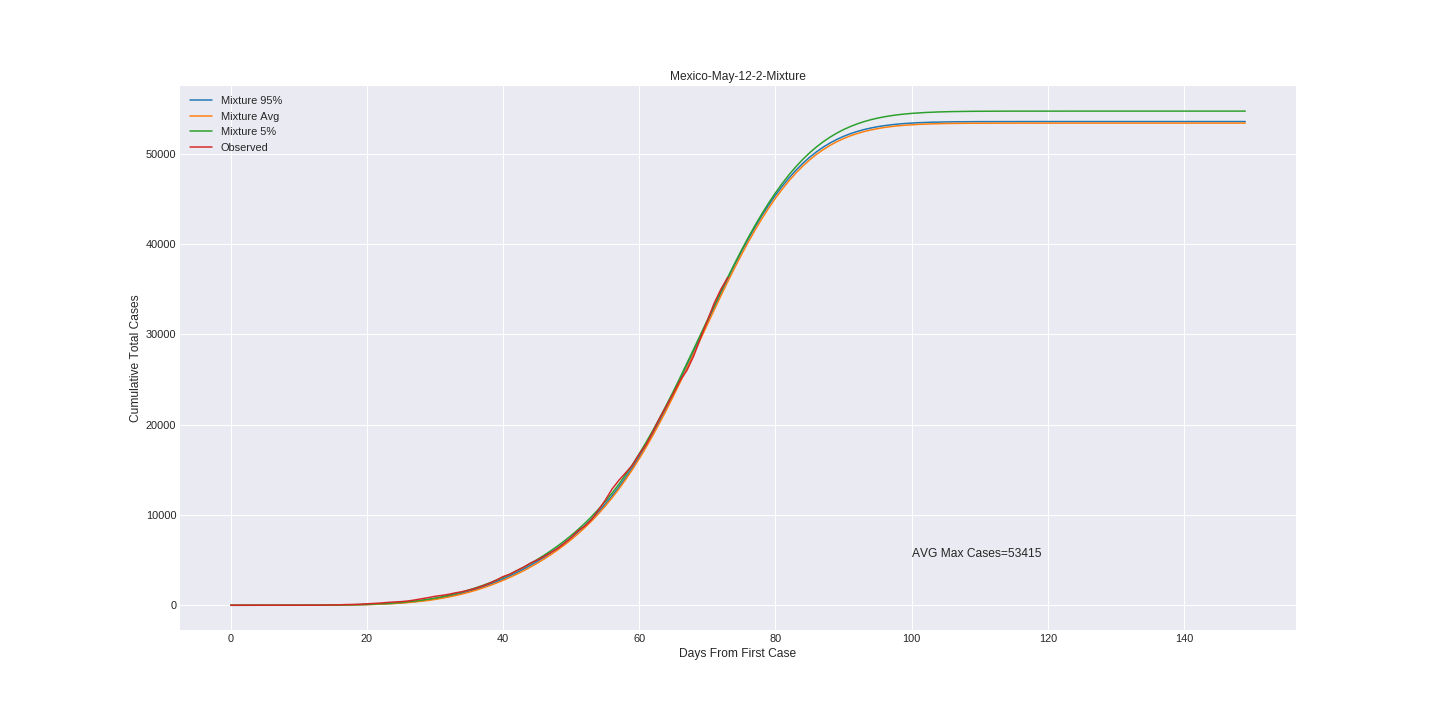 Mexico-May-12-2-Mixture
Mixture 95%
Mixture Avg
Mixture 5%
Observed
50000
40000
30000
20000
10000
0
Cumulative Total Cases
AVG Max Cases=53415
0 20 40 60 80 100 120 140
Days From First Case